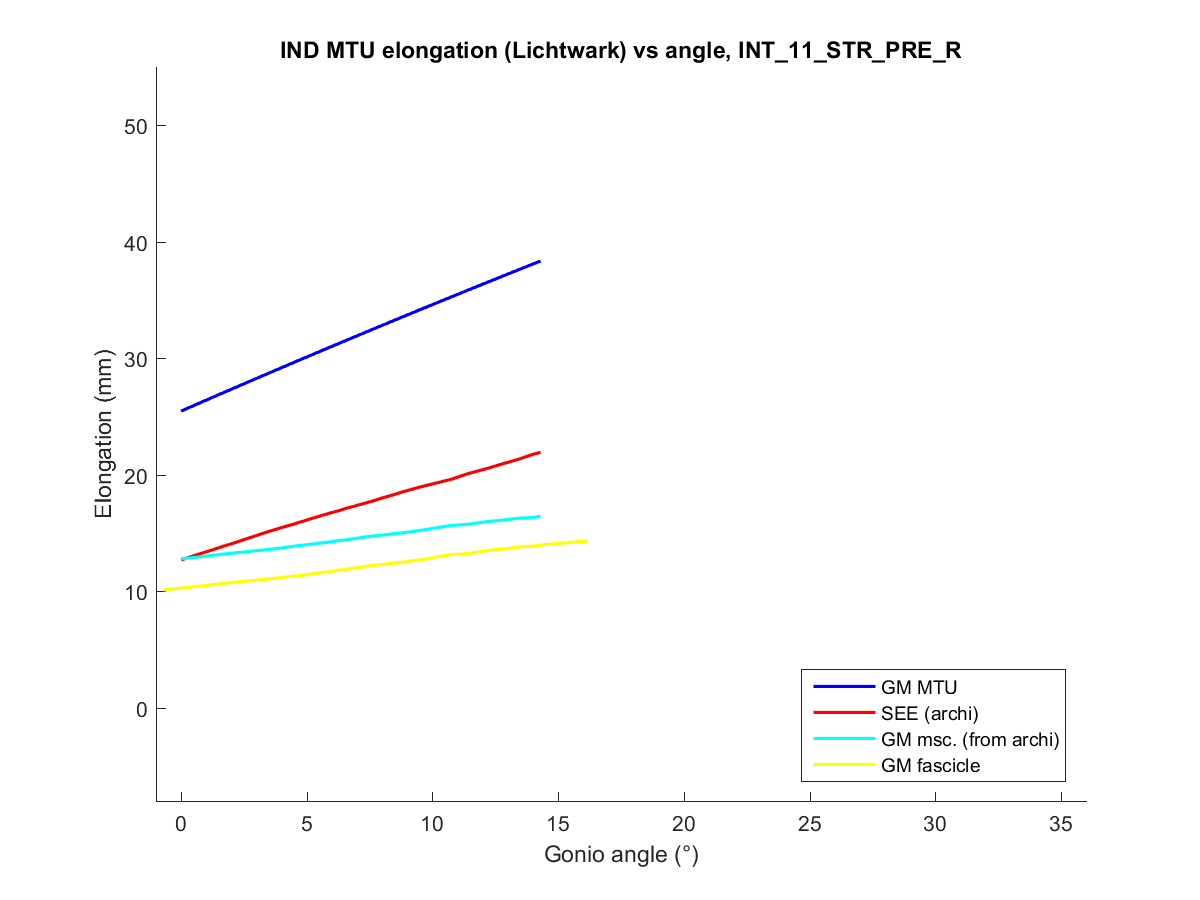 IND MTU elongation (Lichtwark) vs angle, INT_11_STR_PRE_R
50
40
30
20
10
0
Elongation (mm)
GM MTU
SEE (archi)
GM msc. (from archi)
GM fascicle
0 5 10 15 20 25 30 35
Gonio angle (°)